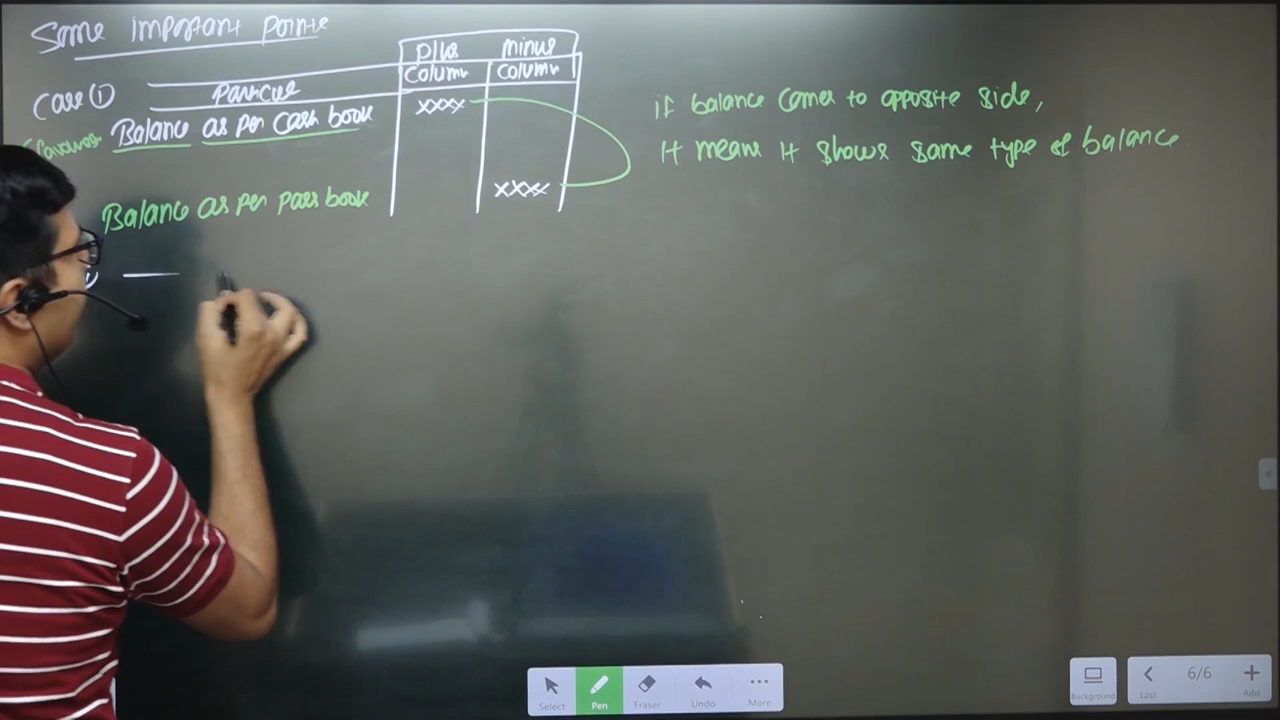 Some important points
plus minus
Column Column
Case ①
Balance as per Cash book xxxx
if balance comes to opposite side,
It means It shows same type of balance
Balance as per pass book xxxx
Select Pen Eraser Undo More
Background
Last 6/6 Add